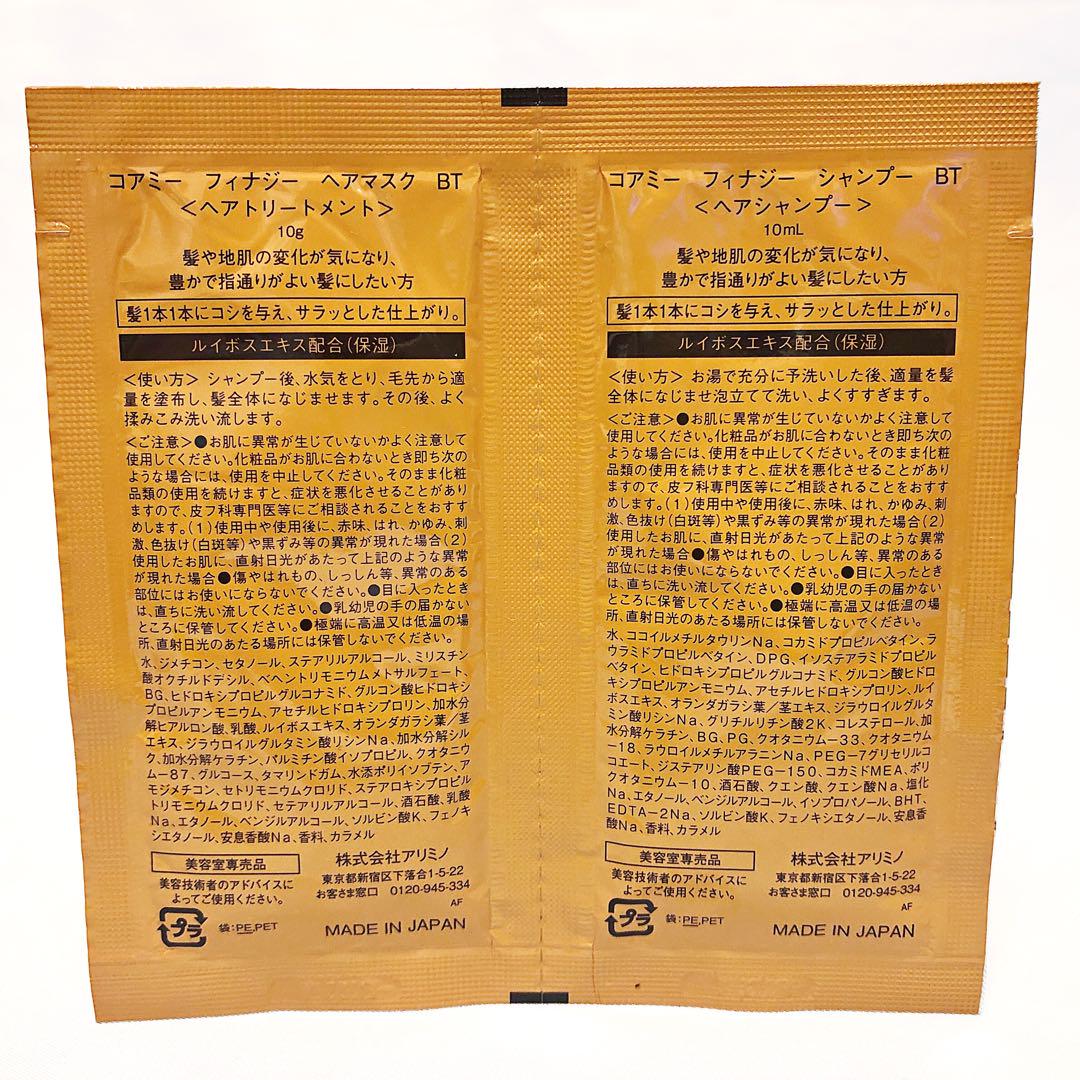 コアミー フィナジー ヘアマスク BT
＜ヘアトリートメント＞
10g
髪や地肌の変化が気になり、
豊かで指通りがよい髪にしたい方
髪1本1本にコシを与え、サラッとした仕上がり。
ルイボスエキス配合（保湿）
＜使い方＞ シャンプー後、水気をとり、毛先から適
量を塗布し、髪全体になじませます。その後、よく
揉みこみ洗い流します。
＜ご注意＞●お肌に異常が生じていないかよく注意して
使用してください。化粧品がお肌に合わないとき即ち次の
ような場合には、使用を中止してください。そのまま化粧
品類の使用を続けますと、症状を悪化させることがあり
ますので、皮フ科専門医等にご相談されることをおすす
めします。（1）使用中や使用後に、赤味、はれ、かゆみ、刺
激、色抜け（白斑等）や黒ずみ等の異常が現れた場合（2）
使用したお肌に、直射日光があたって上記のような異常
が現れた場合●傷やはれもの、しっしん等、異常のある
部位にはお使いにならないでください。●目に入ったとき
は、直ちに洗い流してください。●乳幼児の手の届かない
ところに保管してください。●極端に高温又は低温の場
所、直射日光のあたる場所には保管しないでください。
水、ジメチコン、セタノール、ステアリルアルコール、ミリスチン
酸オクチルドデシル、ベヘントリモニウムメトサルフェート、
BG、ヒドロキシプロピルグルコナミド、グルコン酸ヒドロキシ
プロピルアンモニウム、アセチルヒドロキシプロリン、加水分
解ヒアルロン酸、乳酸、ルイボスエキス、オランダガラシ葉／茎
エキス、ジラウロイルグルタミン酸リシンNa、加水分解シル
ク、加水分解ケラチン、パルミチン酸イソプロピル、クオタニウ
ム－87、グルコース、タマリンドガム、水添ポリイソブテン、ア
モジメチコン、セトリモニウムクロリド、ステアロキシプロピル
トリモニウムクロリド、セテアリルアルコール、酒石酸、乳酸
Na、エタノール、ベンジルアルコール、ソルビン酸K、フェノキ
シエタノール、安息香酸Na、香料、カラメル
美容室専売品
美容技術者のアドバイスに
よってご使用ください。
株式会社アリミノ
東京都新宿区下落合1-5-22
お客さま窓口 0120-945-334
AF
プラ
袋：PE,PET
MADE IN JAPAN
コアミー フィナジー シャンプー BT
＜ヘアシャンプー＞
10mL
髪や地肌の変化が気になり、
豊かで指通りがよい髪にしたい方
髪1本1本にコシを与え、サラッとした仕上がり。
ルイボスエキス配合（保湿）
＜使い方＞ お湯で充分に予洗いした後、適量を髪
全体になじませ泡立てて洗い、よくすすぎます。
＜ご注意＞●お肌に異常が生じていないかよく注意して
使用してください。化粧品がお肌に合わないとき即ち次の
ような場合には、使用を中止してください。そのまま化粧
品類の使用を続けますと、症状を悪化させることがあり
ますので、皮フ科専門医等にご相談されることをおすす
めします。（1）使用中や使用後に、赤味、はれ、かゆみ、刺
激、色抜け（白斑等）や黒ずみ等の異常が現れた場合（2）
使用したお肌に、直射日光があたって上記のような異常
が現れた場合●傷やはれもの、しっしん等、異常のある
部位にはお使いにならないでください。●目に入ったとき
は、直ちに洗い流してください。●乳幼児の手の届かない
ところに保管してください。●極端に高温又は低温の場
所、直射日光のあたる場所には保管しないでください。
水、ココイルメチルタウリンNa、コカミドプロピルベタイン、ラ
ウラミドプロピルベタイン、DPG、イソステアラミドプロピル
ベタイン、ヒドロキシプロピルグルコナミド、グルコン酸ヒドロ
キシプロピルアンモニウム、アセチルヒドロキシプロリン、ルイ
ボスエキス、オランダガラシ葉／茎エキス、ジラウロイルグルタ
ミン酸リシンNa、グリチルリチン酸2K、コレステロール、加
水分解ケラチン、BG、PG、クオタニウム－33、クオタニウム
－18、ラウロイルメチルアラニンNa、PEG－7グリセリルコ
コエート、ジステアリン酸PEG－150、コカミドMEA、ポリ
クオタニウム－10、酒石酸、クエン酸、クエン酸Na、塩化
Na、エタノール、ベンジルアルコール、イソプロパノール、BHT、
EDTA－2Na、ソルビン酸K、フェノキシエタノール、安息香
酸Na、香料、カラメル
美容室専売品
美容技術者のアドバイスに
よってご使用ください。
株式会社アリミノ
東京都新宿区下落合1-5-22
お客さま窓口 0120-945-334
AF
プラ
袋：PE,PET
MADE IN JAPAN